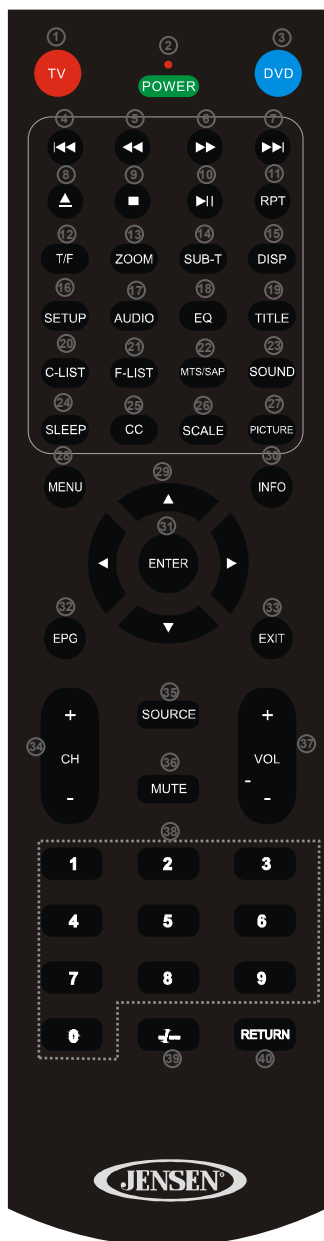 1 2 3
TV POWER DVD
4 5 6 7
8 9 10 11
RPT
12 13 14 15
T/F ZOOM SUB-T DISP
16 17 18 19
SETUP AUDIO EQ TITLE
20 21 22 23
C-LIST F-LIST MTS/SAP SOUND
24 25 26 27
SLEEP CC SCALE PICTURE
28 29 30
MENU INFO
31
ENTER
32 33
EPG EXIT
35
+ SOURCE +
34 CH 36 VOL 37
-
- MUTE -
38
1 2 3
4 5 6
7 8 9
0 -/-- RETURN
39 40
JENSEN